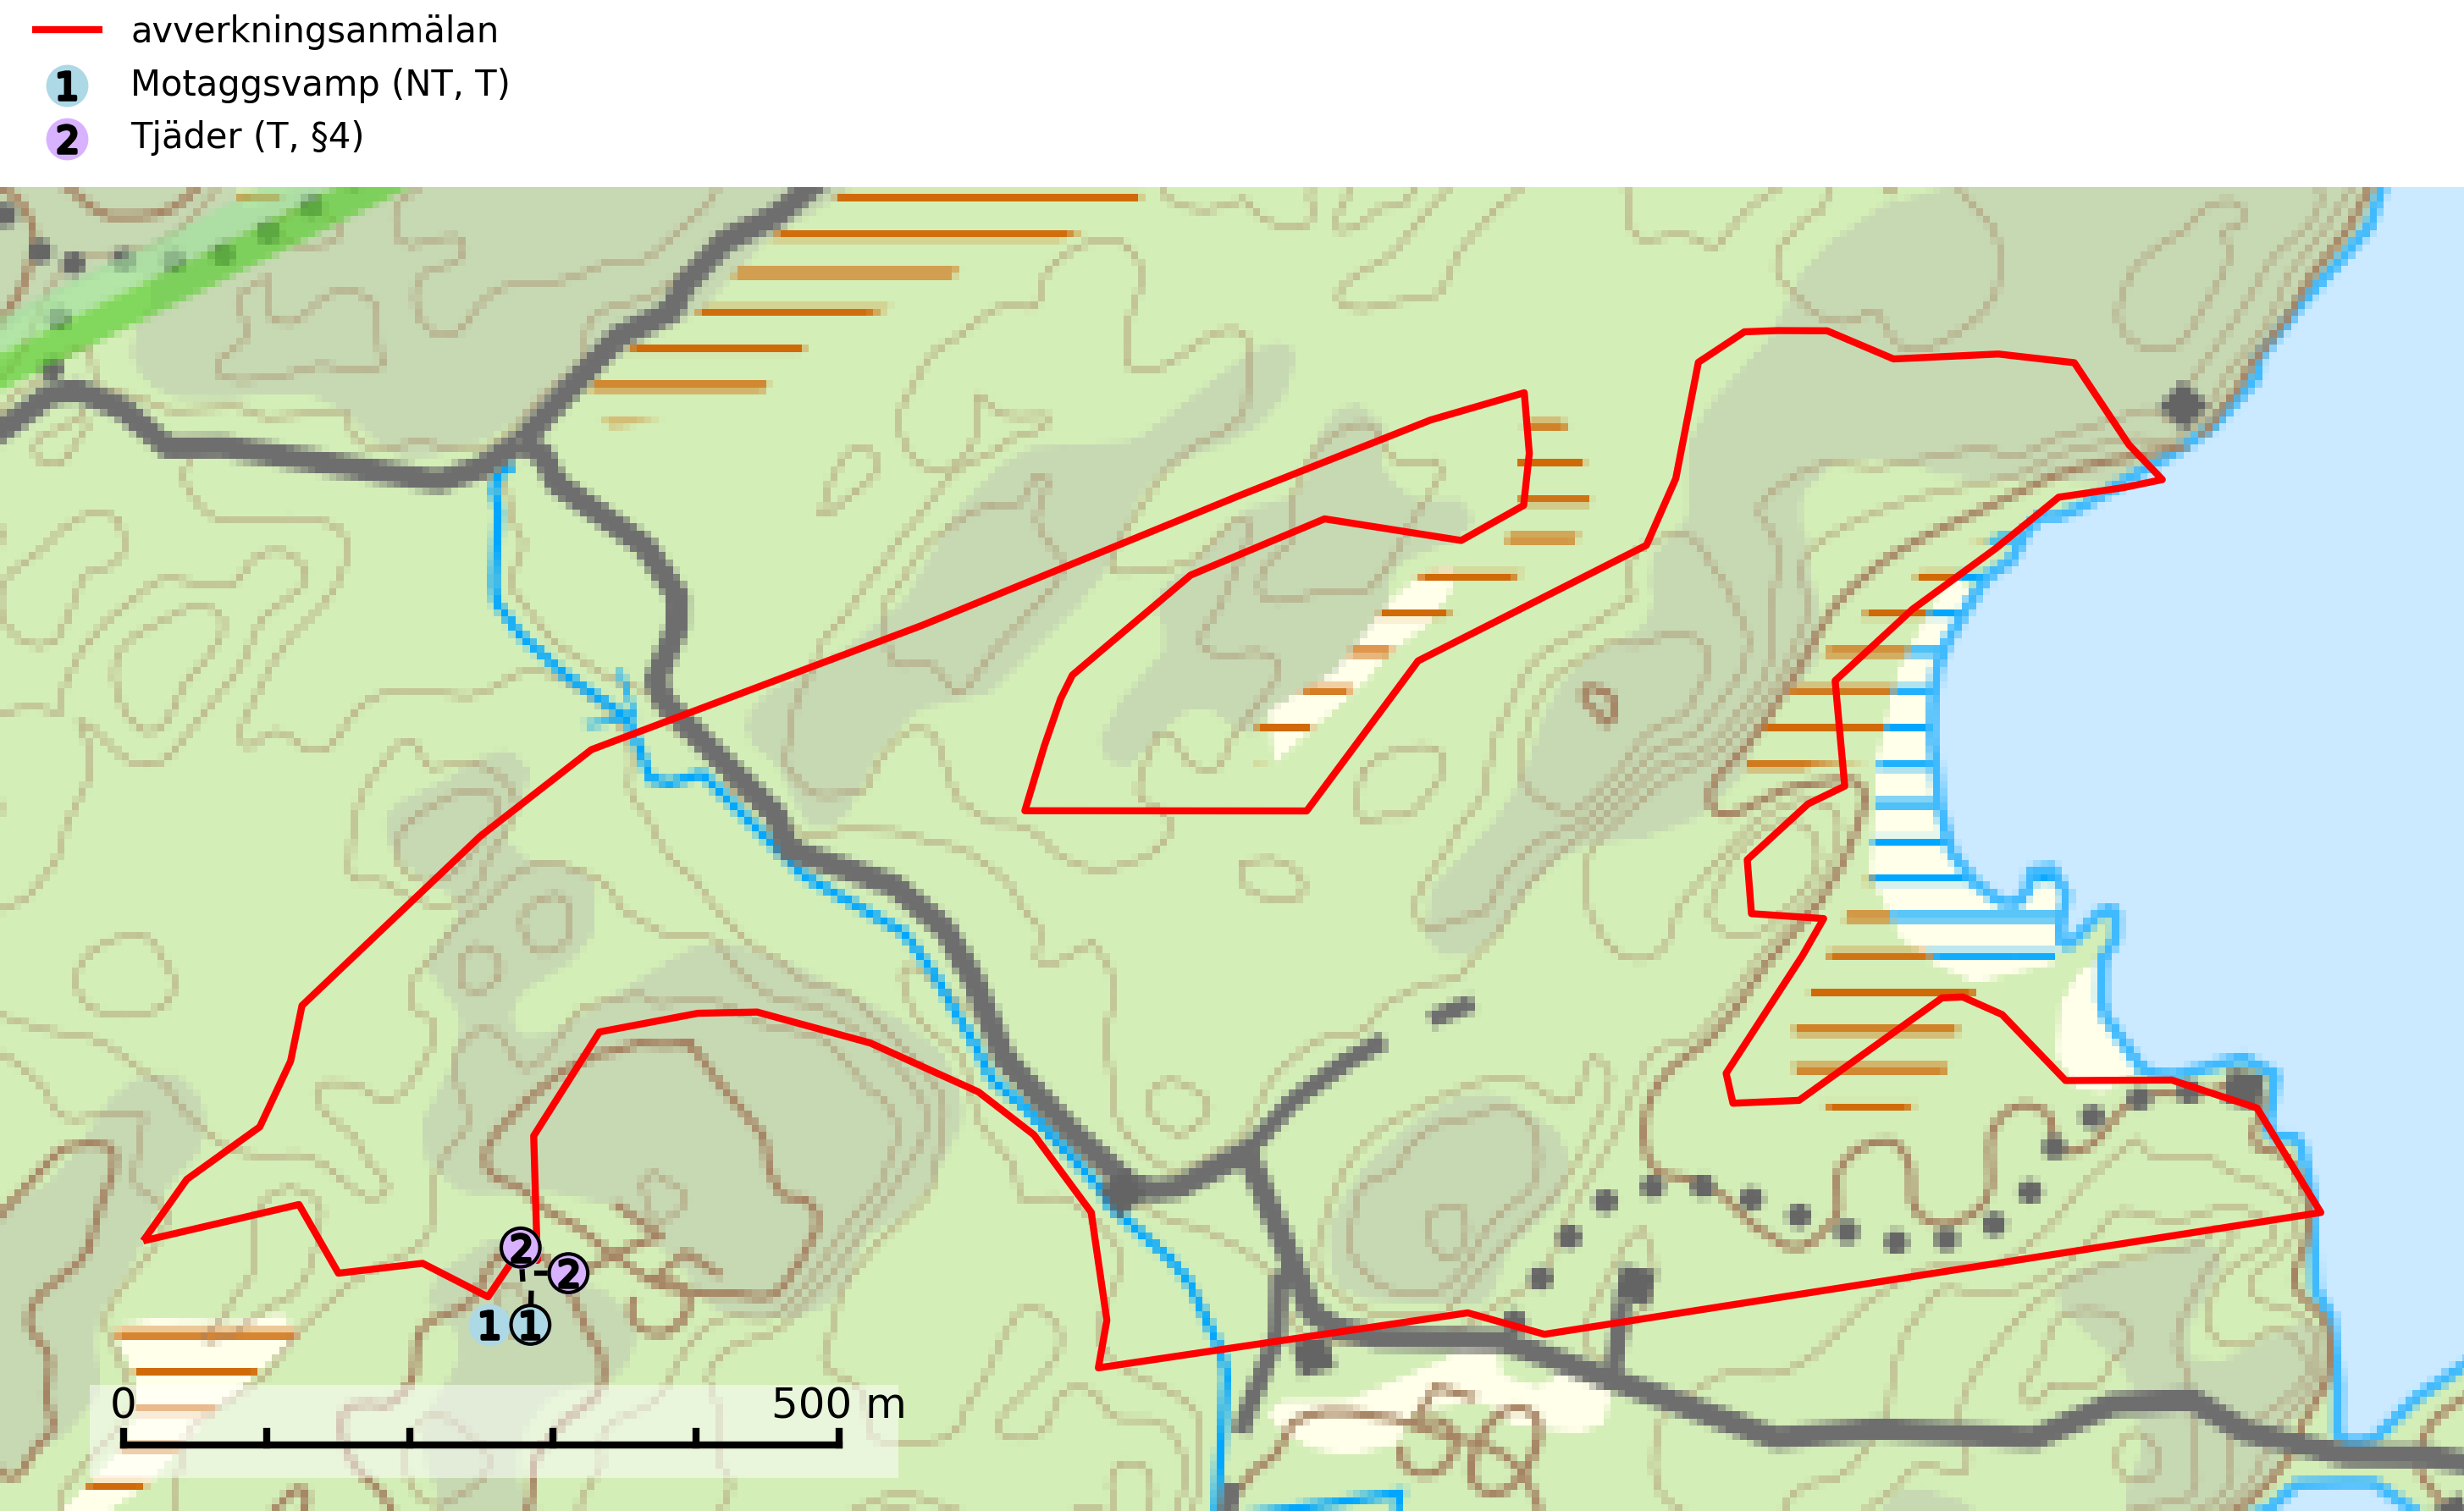 avverkningsanmälan
1 Motaggsvamp (NT, T)
2 Tjäder (T, §4)
2
2
1 1
0 500 m